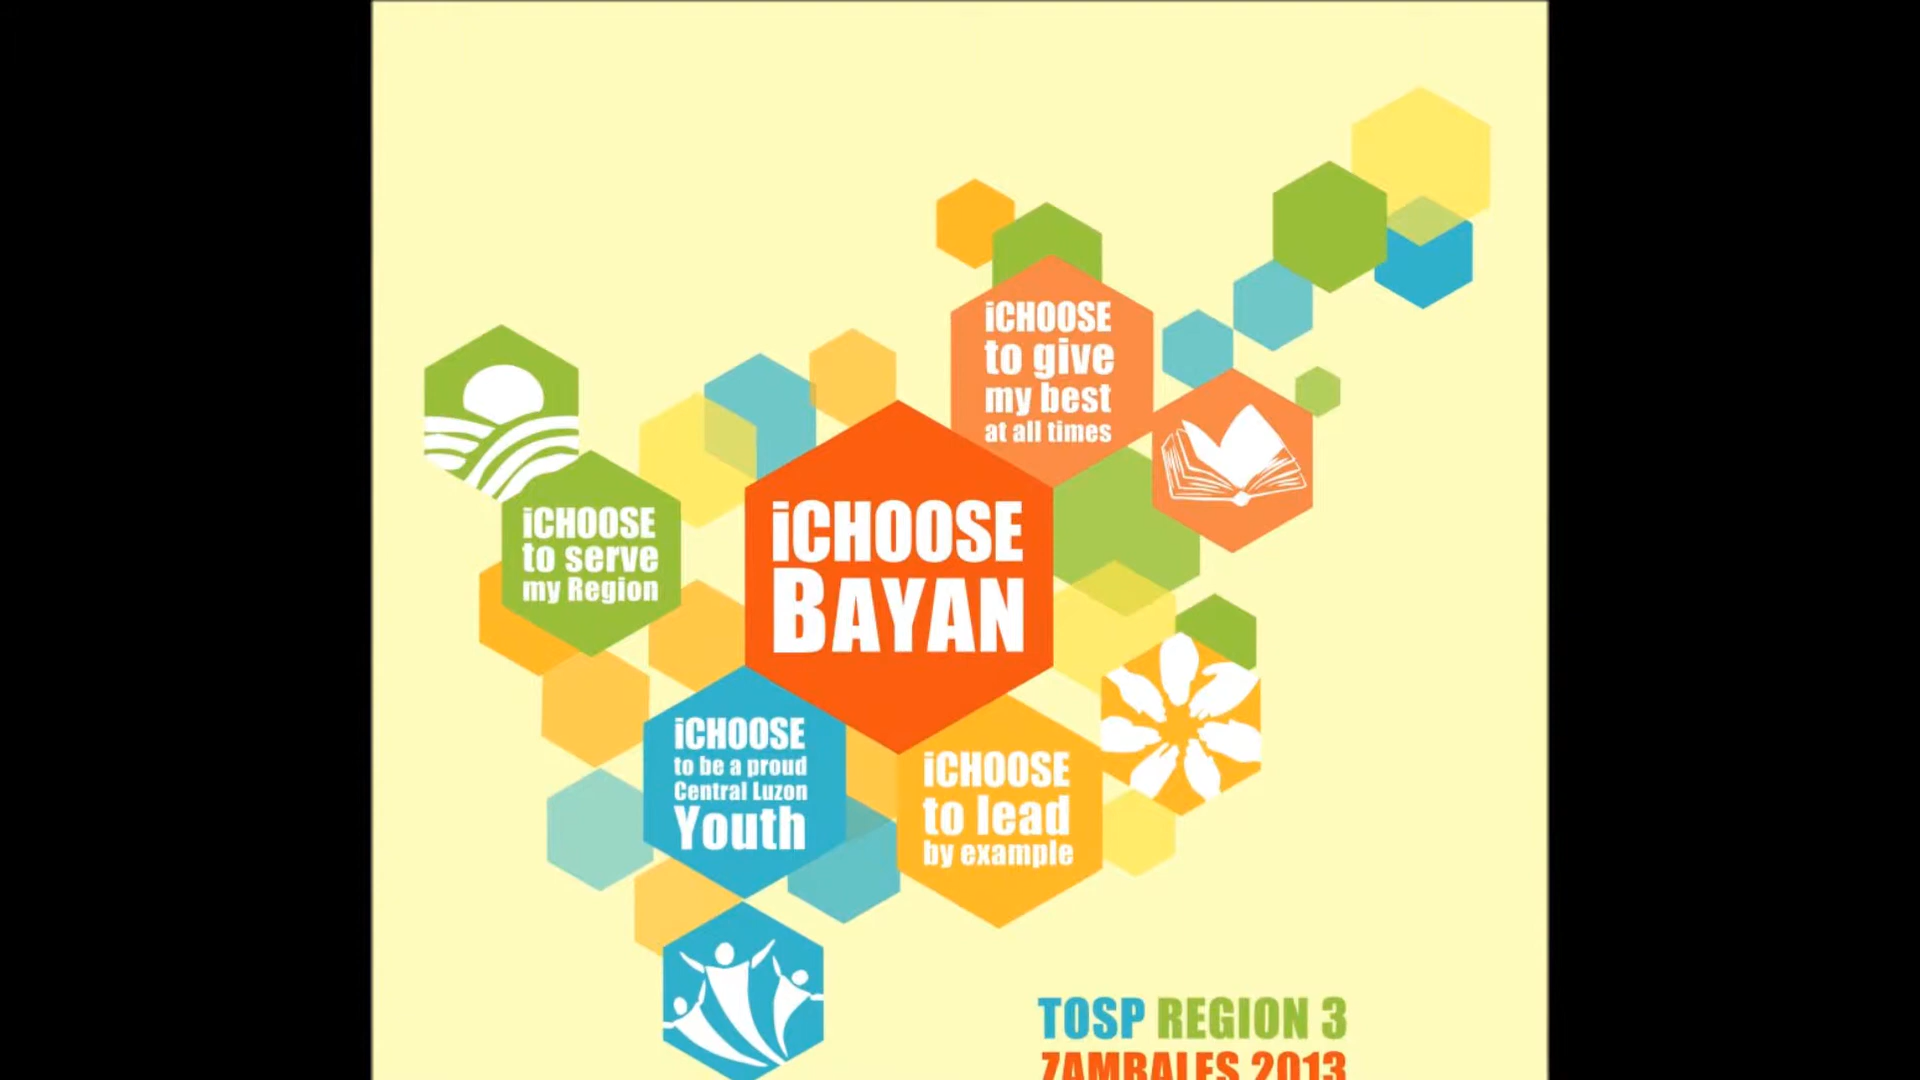 iCHOOSE
to give
my best
at all times
iCHOOSE
to serve
my Region
iCHOOSE
BAYAN
iCHOOSE
to be a proud
Central Luzon
Youth
iCHOOSE
to lead
by example
TOSP REGION 3
ZAMBALES 2013